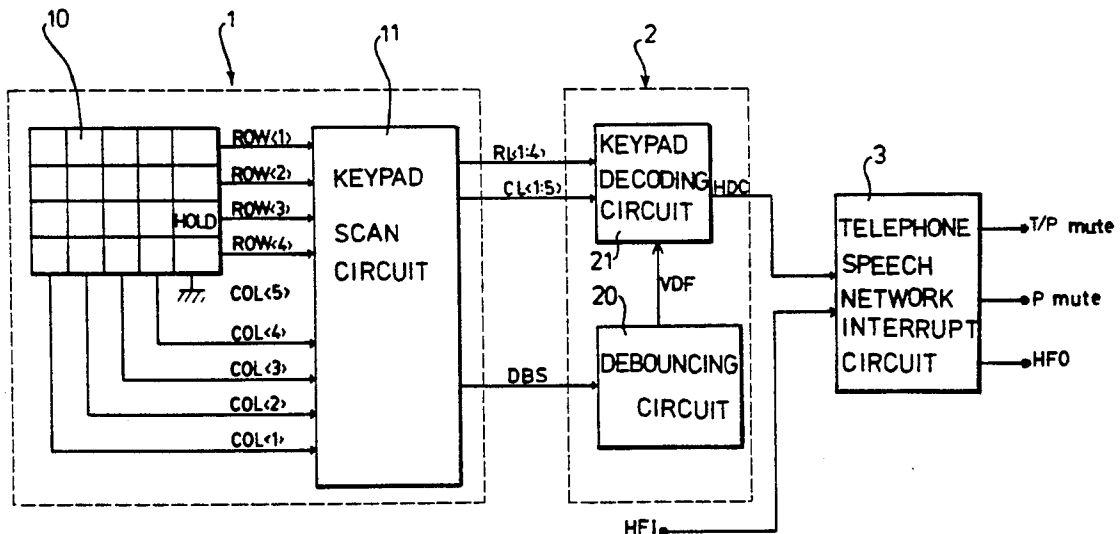 10
1
11
2
ROW<1>
ROW<2>
ROW<3>
ROW<4>
HOLD
COL<5>
COL<4>
COL<3>
COL<2>
COL<1>
KEYPAD
SCAN
CIRCUIT
RL<1:4>
CL<1:5>
DBS
KEYPAD
DECODING
CIRCUIT
21
HDC
VDF
20
DEBOUNCING
CIRCUIT
3
TELEPHONE
SPEECH
NETWORK
INTERRUPT
CIRCUIT
T/P mute
P mute
HFO
HFI